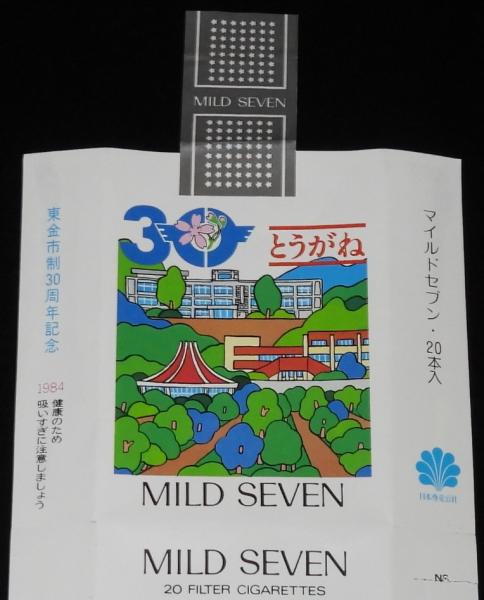 MILD SEVEN
30
とうがね
東金市制30周年記念
1984
健康のため
吸いすぎに注意しましょう
マイルドセブン・20本入
日本専売公社
MILD SEVEN
MILD SEVEN
20 FILTER CIGARETTES